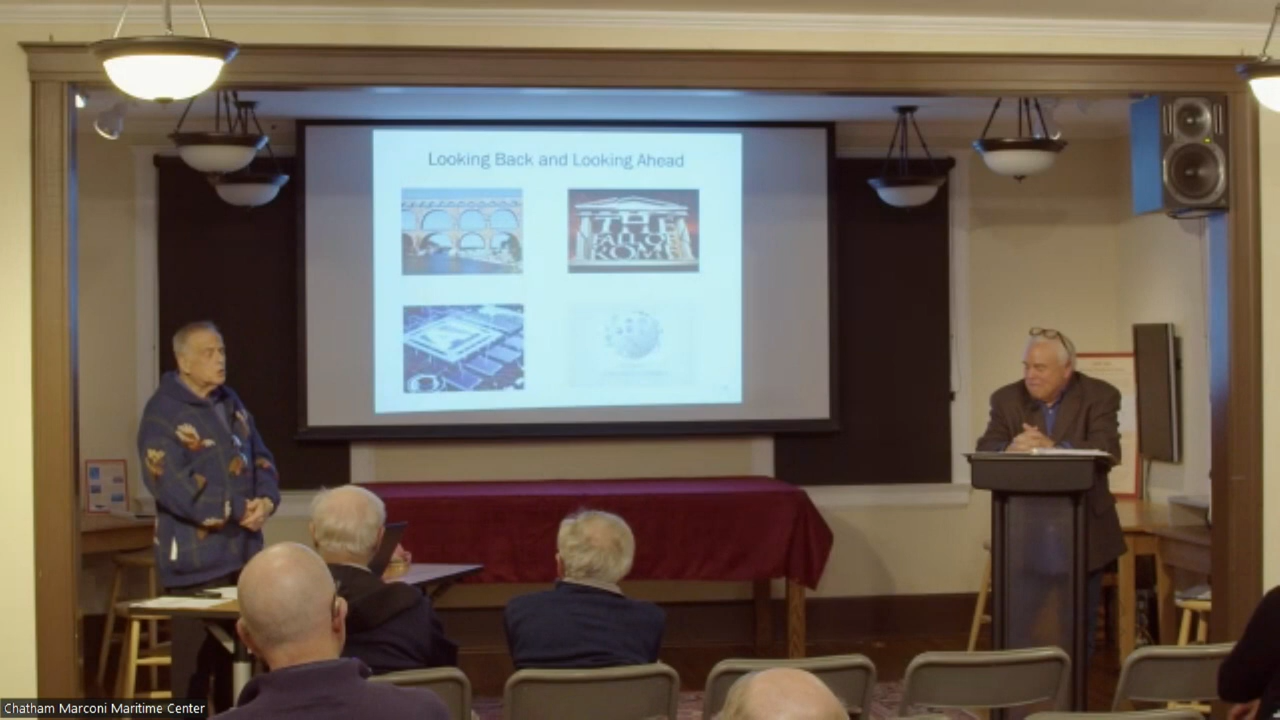 Looking Back and Looking Ahead
THE
FALL OF
ROME
Chatham Marconi Maritime Center